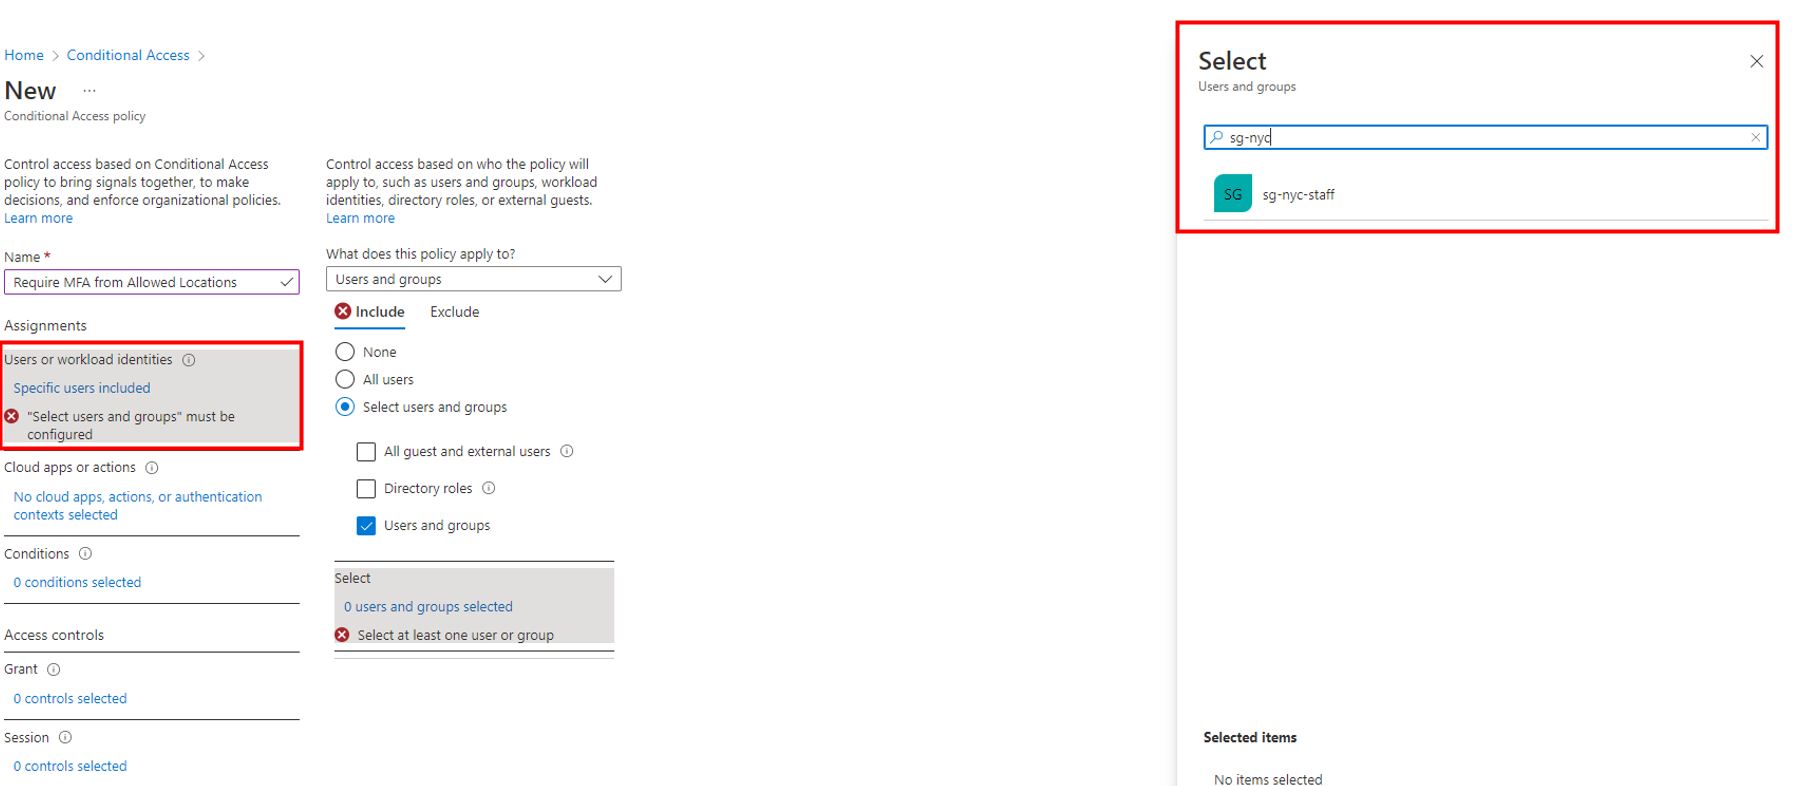 Home > Conditional Access >
New ...
Conditional Access policy
Control access based on Conditional Access
policy to bring signals together, to make
decisions, and enforce organizational policies.
Learn more
Name *
Require MFA from Allowed Locations
Assignments
Users or workload identities
Specific users included
"Select users and groups" must be
configured
Cloud apps or actions
No cloud apps, actions, or authentication
contexts selected
Conditions
0 conditions selected
Access controls
Grant
0 controls selected
Session
0 controls selected
Control access based on who the policy will
apply to, such as users and groups, workload
identities, directory roles, or external guests.
Learn more
What does this policy apply to?
Users and groups
Include Exclude
None
All users
Select users and groups
All guest and external users
Directory roles
Users and groups
Select
0 users and groups selected
Select at least one user or group
Select
Users and groups
sg-nyc
SG sg-nyc-staff
Selected items
No items selected